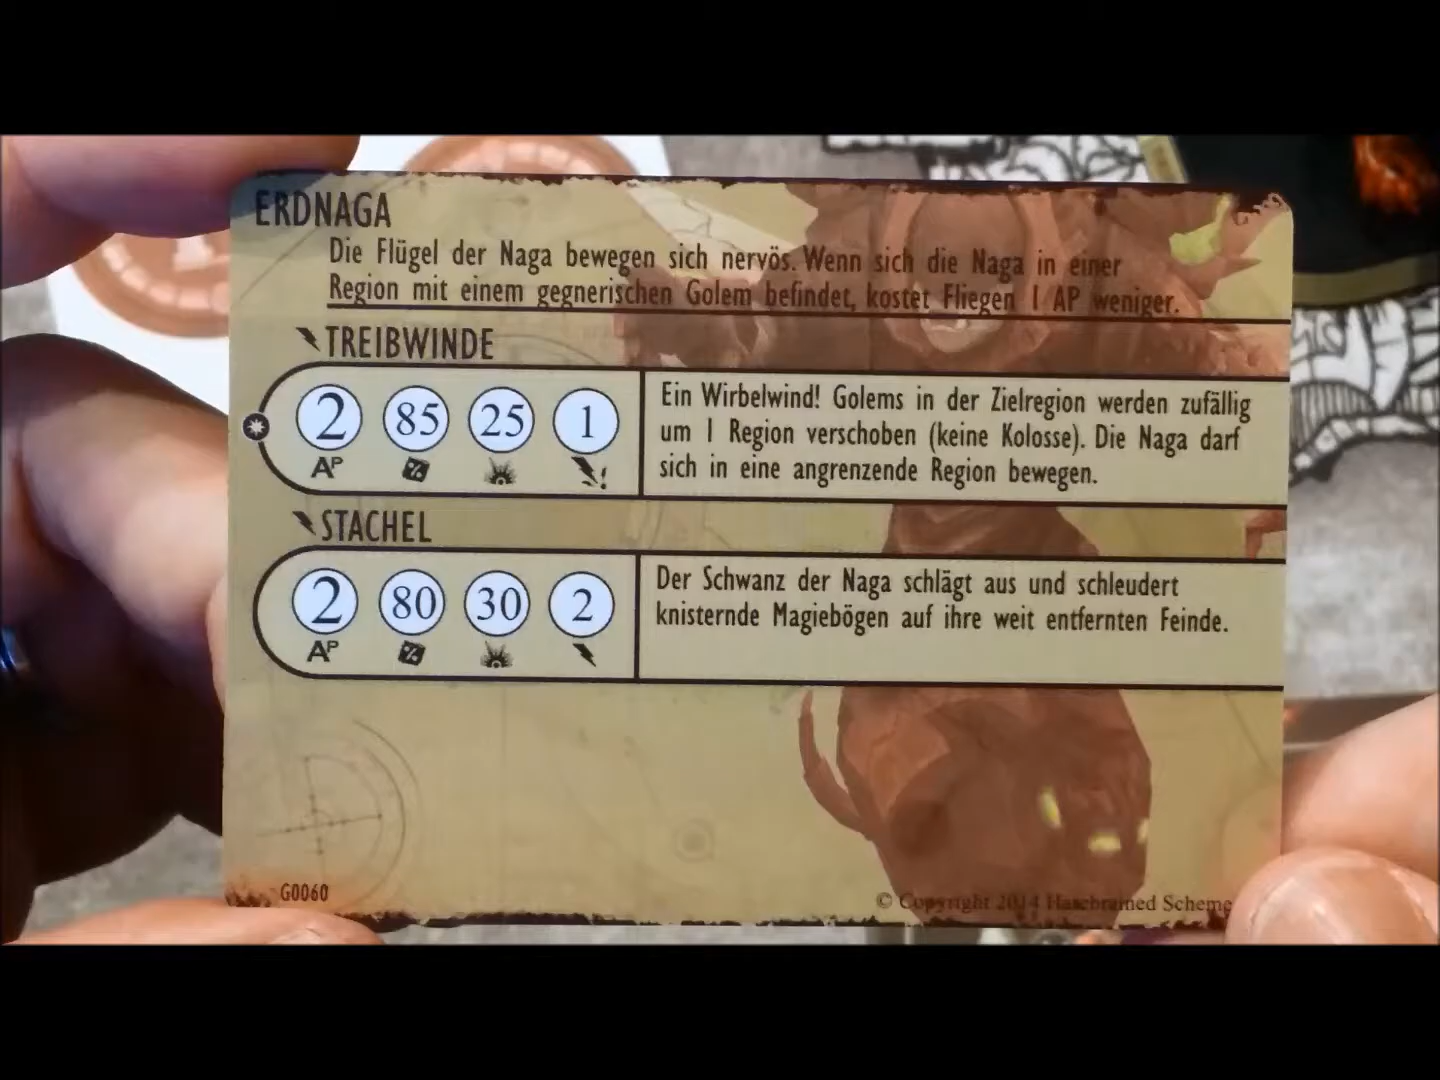 ERDNAGA
Die Flügel der Naga bewegen sich nervös. Wenn sich die Naga in einer
Region mit einem gegnerischen Golem befindet, kostet Fliegen 1 AP weniger.
TREIBWINDE
2 85 25 1
AP % !
Ein Wirbelwind! Golems in der Zielregion werden zufällig
um 1 Region verschoben (keine Kolosse). Die Naga darf
sich in eine angrenzende Region bewegen.
STACHEL
2 80 30 2
AP %
Der Schwanz der Naga schlägt aus und schleudert
knisternde Magiebögen auf ihre weit entfernten Feinde.
G0060
© Copyright 2014 Harebrained Scheme